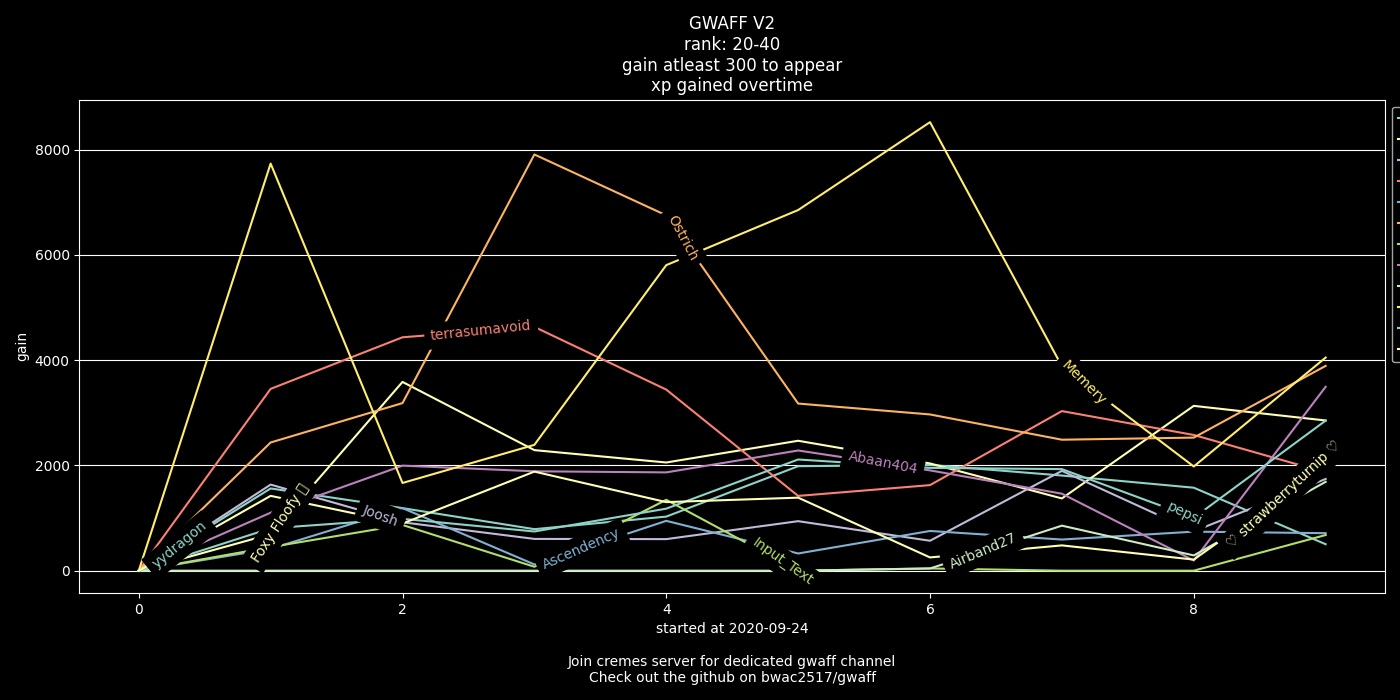 GWAFF V2
rank: 20-40
gain atleast 300 to appear
xp gained overtime
gain
8000
6000
4000
2000
0
Ostrich
terrasumavoid
Memery
Abaan404
yydragon
Foxy Floofy
Joosh
Ascendency
Input_Text
Airband27
pepsi
♡ strawberryturnip ♡
0 2 4 6 8
started at 2020-09-24
Join cremes server for dedicated gwaff channel
Check out the github on bwac2517/gwaff